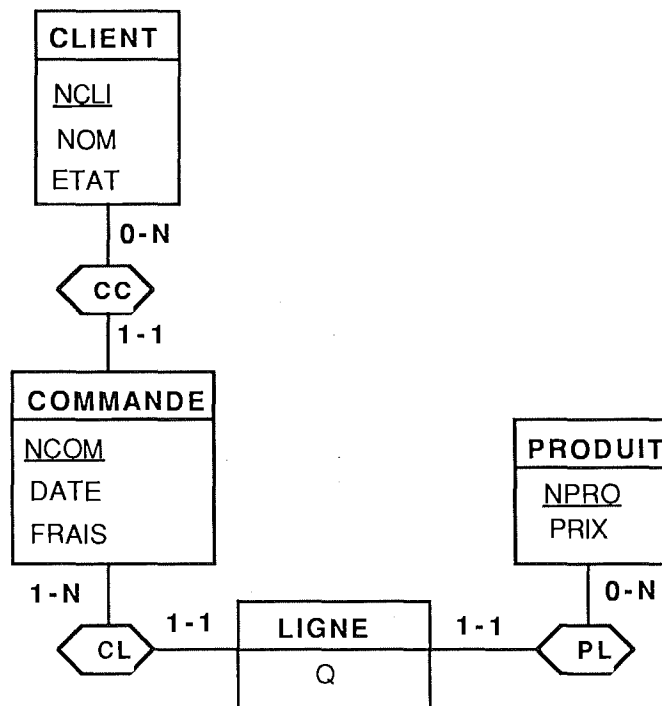 CLIENT
NCLI
NOM
ETAT
0-N
CC
1-1
COMMANDE
NCOM
DATE
FRAIS
PRODUIT
NPRO
PRIX
1-N
0-N
CL
1-1
LIGNE
1-1
PL
Q